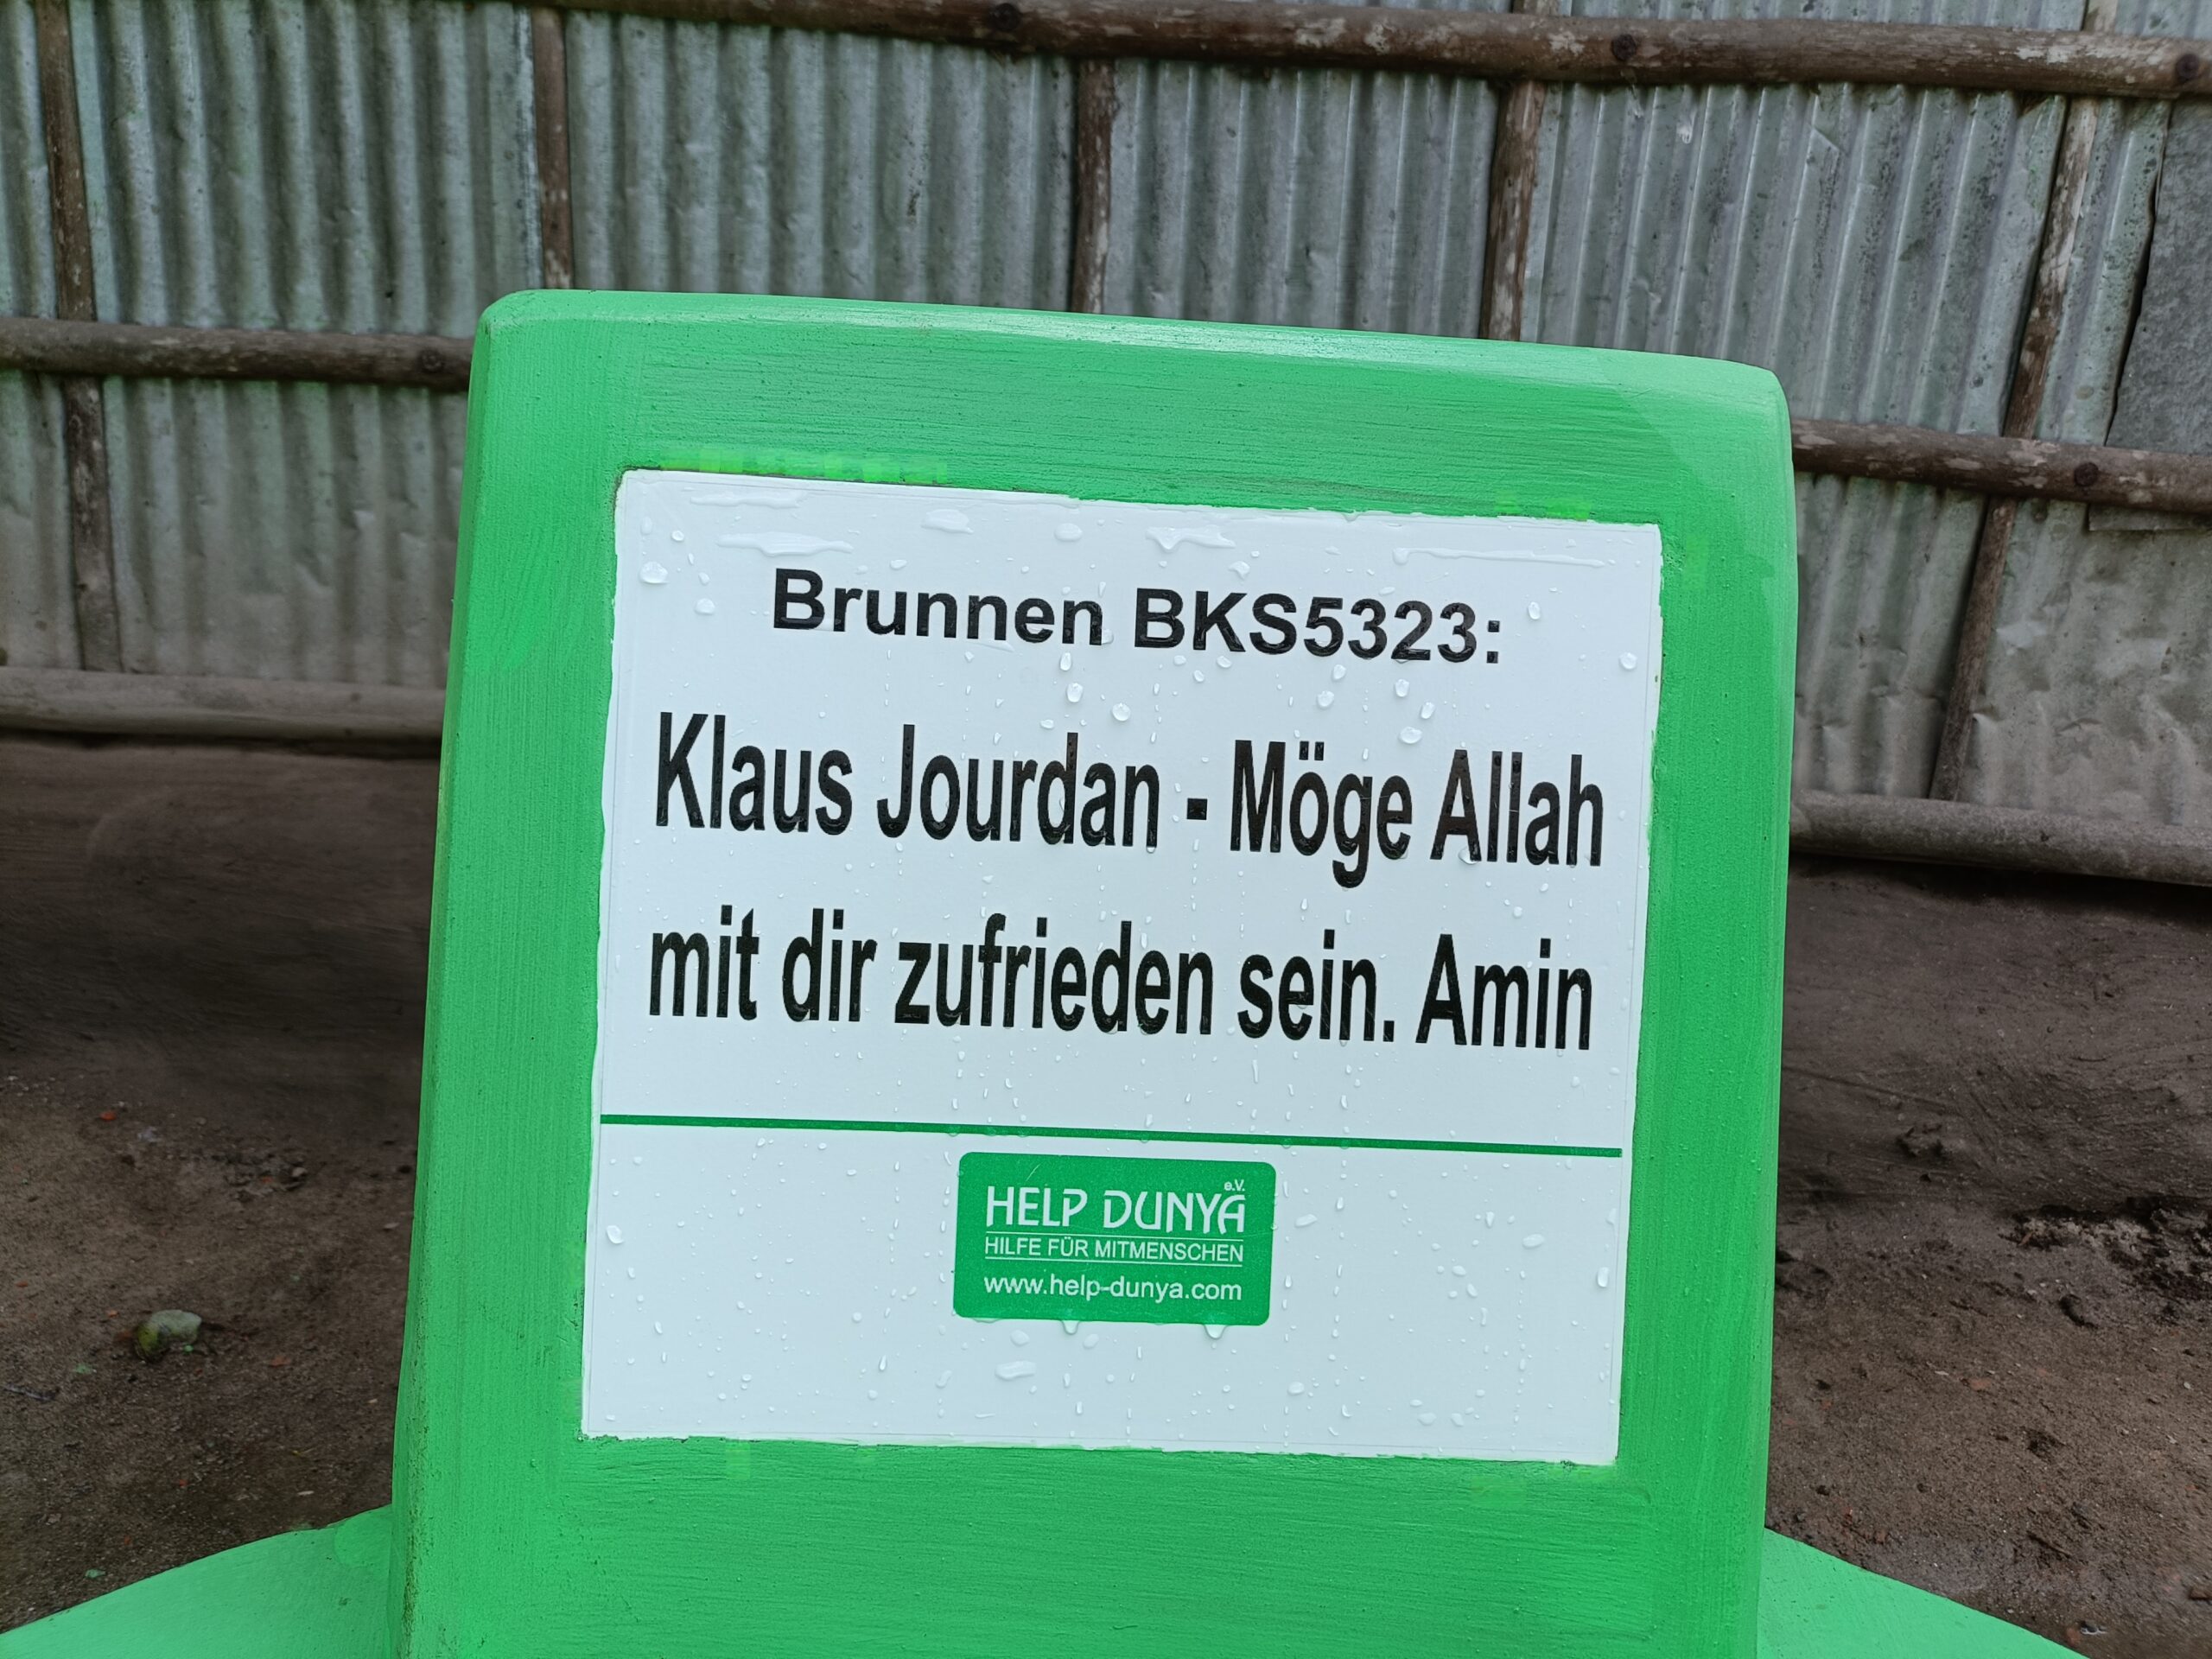 Brunnen BKS5323:
Klaus Jourdan - Möge Allah
mit dir zufrieden sein. Amin
HELP DUNYA e.V.
HILFE FÜR MITMENSCHEN
www.help-dunya.com